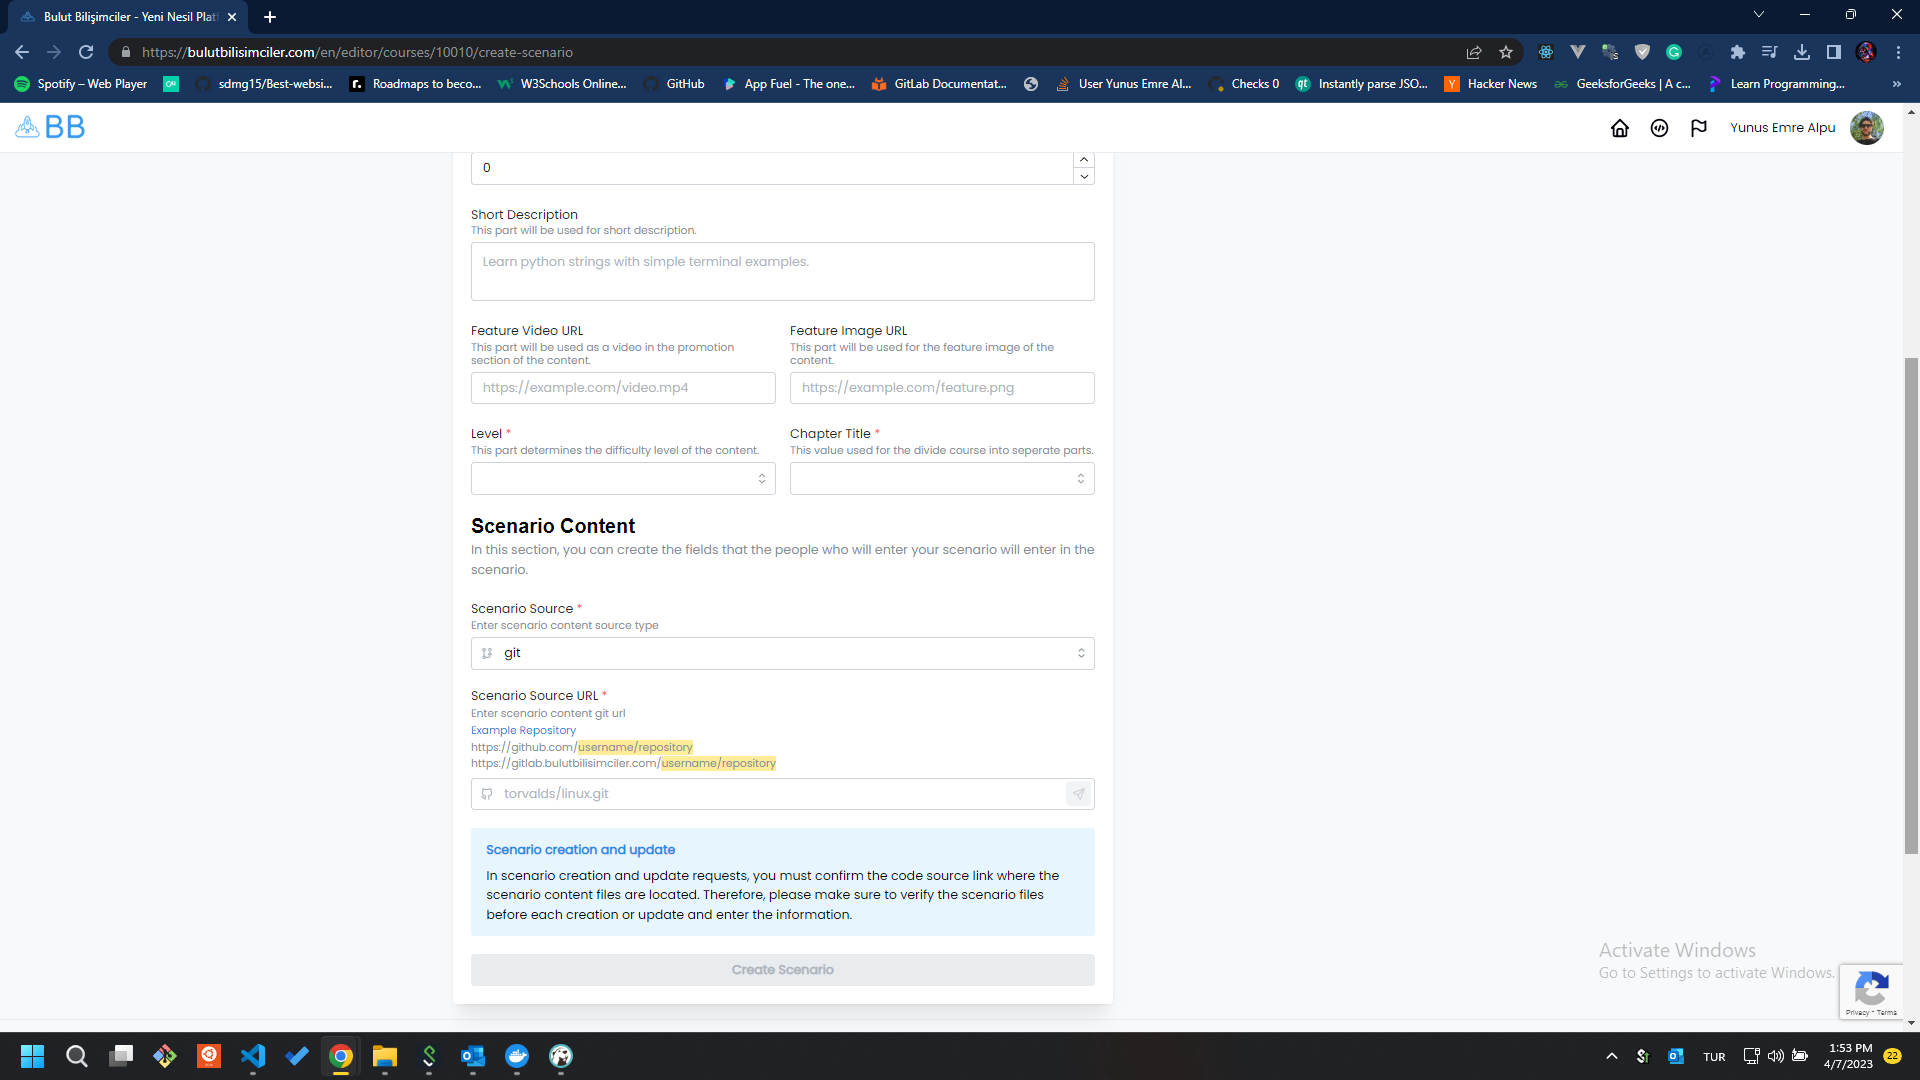 Bulut Bilişimciler - Yeni Nesil Plat
https://bulutbilisimciler.com/en/editor/courses/10010/create-scenario
Spotify – Web Player
sdmg15/Best-websi...
Roadmaps to beco...
W3Schools Online...
GitHub
App Fuel - The one...
GitLab Documentat...
User Yunus Emre Al...
Checks 0
Instantly parse JSO...
Hacker News
GeeksforGeeks | A c...
Learn Programming...
»
BB
Yunus Emre Alpu
0
Short Description
This part will be used for short description.
Learn python strings with simple terminal examples.
Feature Video URL
This part will be used as a video in the promotion
section of the content.
https://example.com/video.mp4
Feature Image URL
This part will be used for the feature image of the
content.
https://example.com/feature.png
Level *
This part determines the difficulty level of the content.
Chapter Title *
This value used for the divide course into seperate parts.
Scenario Content
In this section, you can create the fields that the people who will enter your scenario will enter in the
scenario.
Scenario Source *
Enter scenario content source type
git
Scenario Source URL *
Enter scenario content git url
Example Repository
https://github.com/username/repository
https://gitlab.bulutbilisimciler.com/username/repository
torvalds/linux.git
Scenario creation and update
In scenario creation and update requests, you must confirm the code source link where the
scenario content files are located. Therefore, please make sure to verify the scenario files
before each creation or update and enter the information.
Create Scenario
Activate Windows
Go to Settings to activate Windows.
Privacy - Terms
TUR
1:53 PM
4/7/2023
22